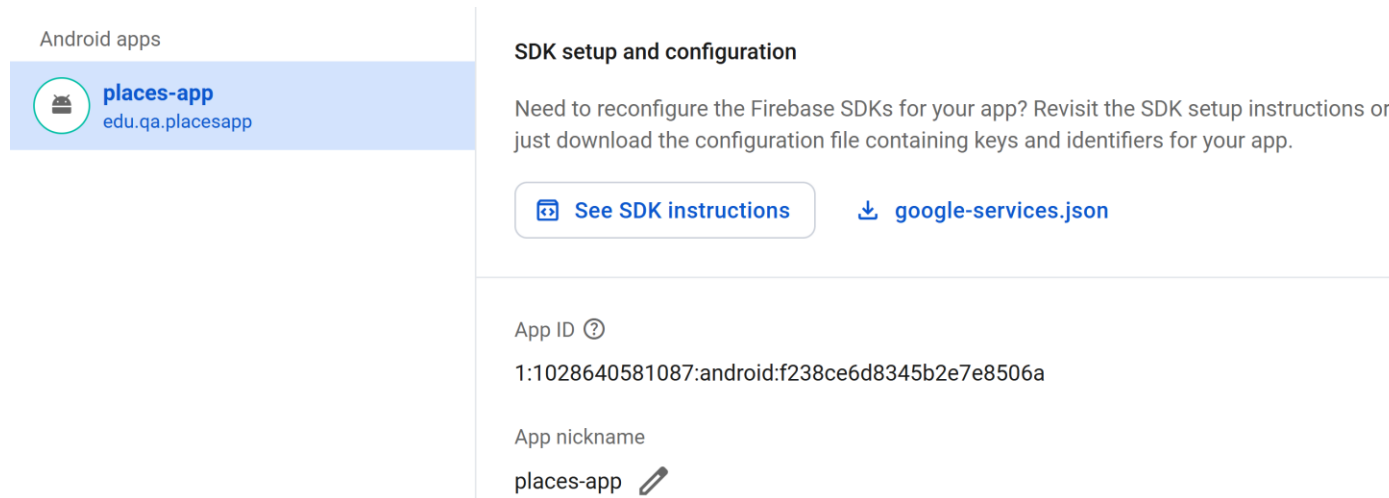 Android apps
places-app
edu.qa.placesapp
SDK setup and configuration
Need to reconfigure the Firebase SDKs for your app? Revisit the SDK setup instructions or
just download the configuration file containing keys and identifiers for your app.
See SDK instructions
google-services.json
App ID
1:1028640581087:android:f238ce6d8345b2e7e8506a
App nickname
places-app